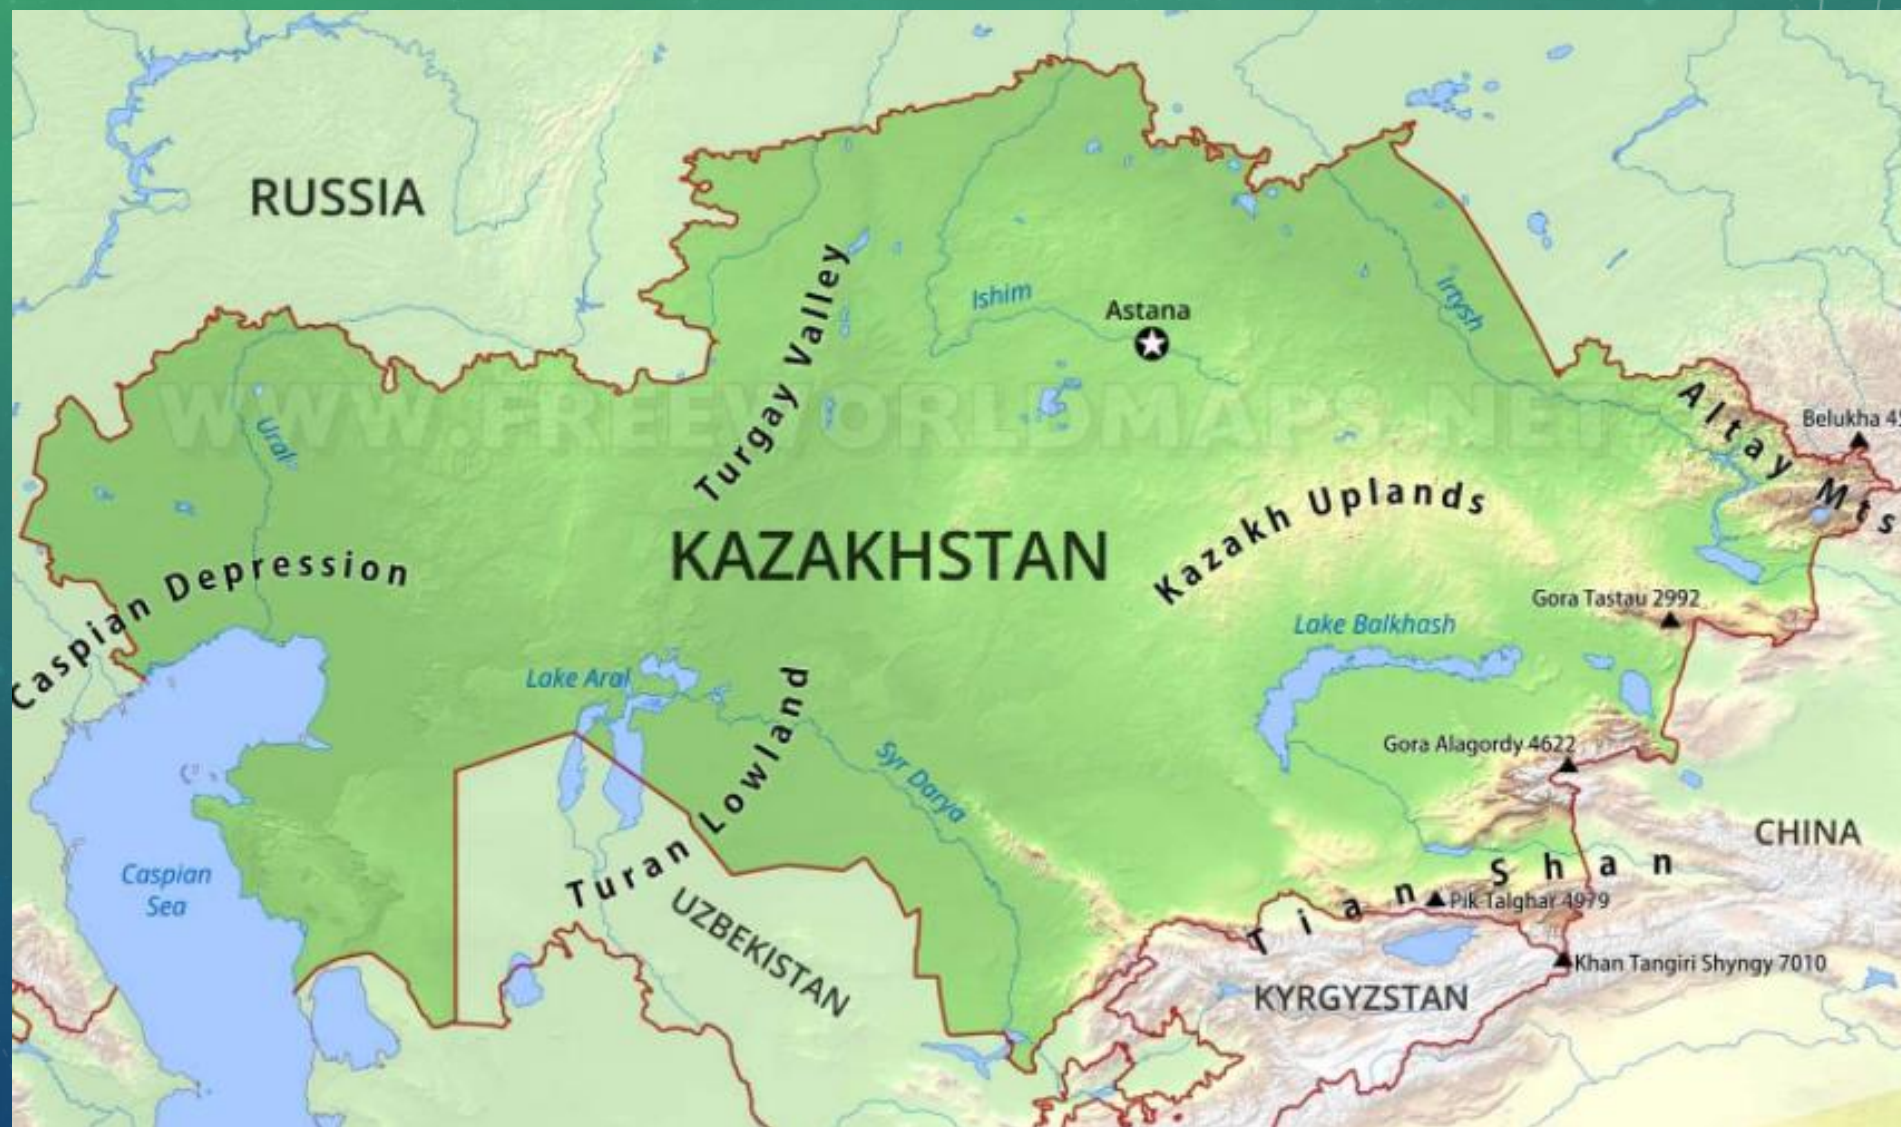 RUSSIA
Ishim
Irtysh
Astana
Turgay Valley
WWW.FREEWORLDMAPS.NET
Altay Mts
Belukha 45
Ural
Kazakh Uplands
KAZAKHSTAN
Caspian Depression
Gora Tastau 2992
Lake Balkhash
Lake Aral
Turan Lowland
Syr Darya
Gora Alagordy 4622
CHINA
Caspian
Sea
Tian Shan
Pik Talghar 4979
UZBEKISTAN
Khan Tangiri Shyngy 7010
KYRGYZSTAN